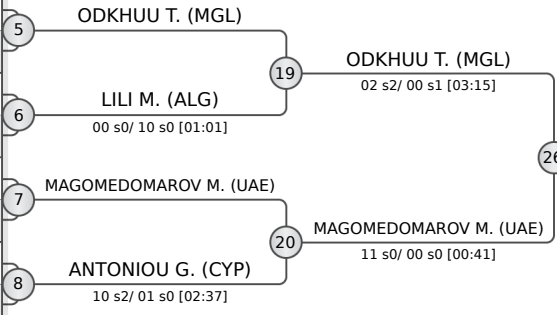 5
ODKHUU T. (MGL)
19
ODKHUU T. (MGL)
02 s2/ 00 s1 [03:15]
6
LILI M. (ALG)
00 s0/ 10 s0 [01:01]
26
7
MAGOMEDOMAROV M. (UAE)
20
MAGOMEDOMAROV M. (UAE)
11 s0/ 00 s0 [00:41]
8
ANTONIOU G. (CYP)
10 s2/ 01 s0 [02:37]